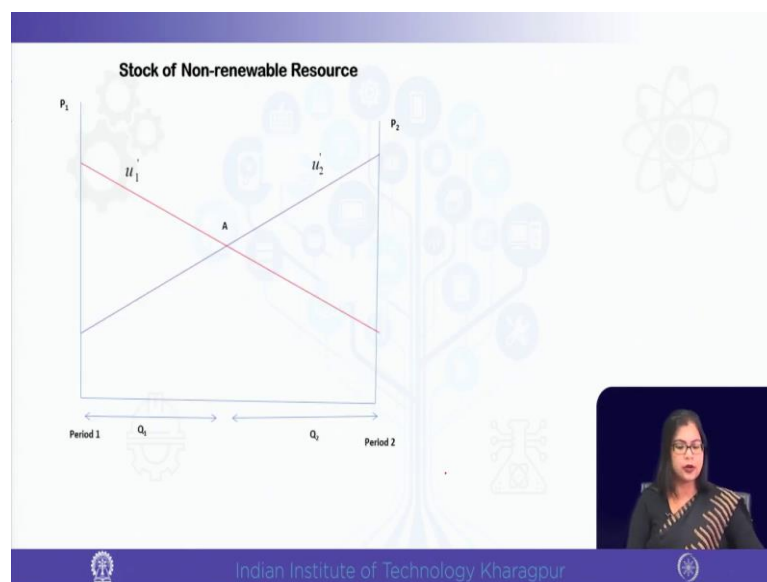 Stock of Non-renewable Resource
P₁
P₂
u₁'
u₂'
A
Q₁
Q₂
Period 1
Period 2
Indian Institute of Technology Kharagpur